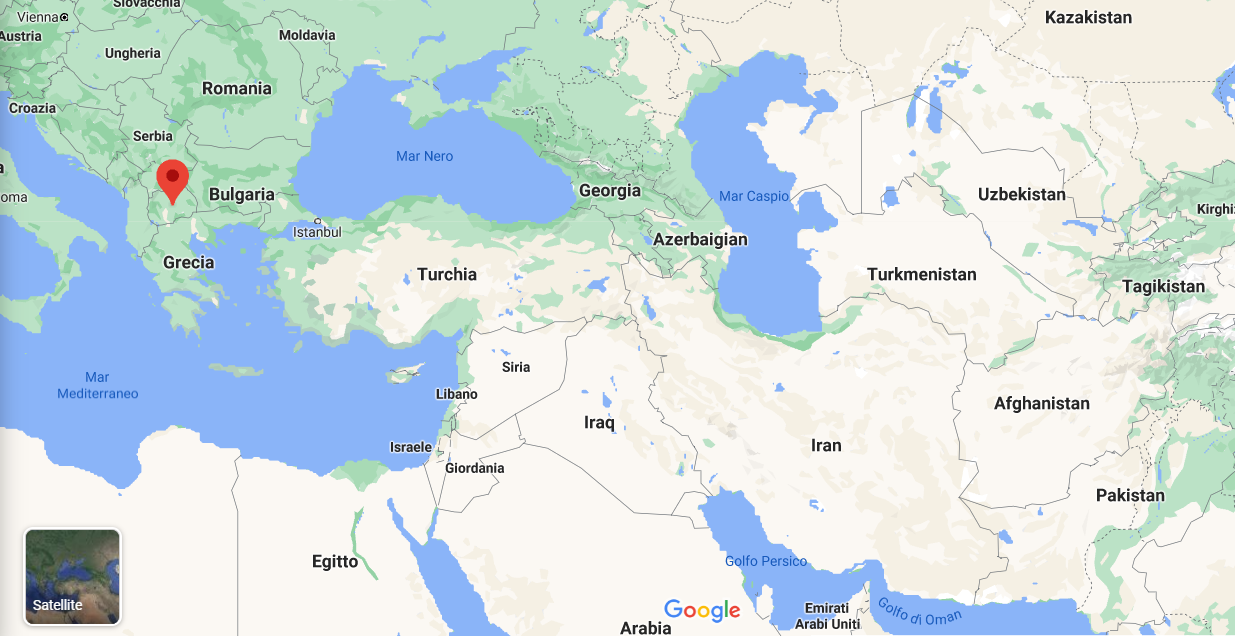 Slovacchia
Vienna
Kazakistan
Austria
Moldavia
Ungheria
Romania
Croazia
Serbia
Mar Nero
a
Bulgaria
Georgia
Mar Caspio
Uzbekistan
oma
Kirghi
Istanbul
Azerbaigian
Grecia
Turchia
Turkmenistan
Tagikistan
Siria
Mar
Mediterraneo
Libano
Afghanistan
Iraq
Israele
Iran
Giordania
Pakistan
Egitto
Golfo Persico
Satellite
Google
Emirati
Arabi Uniti
Golfo di Oman
Arabia